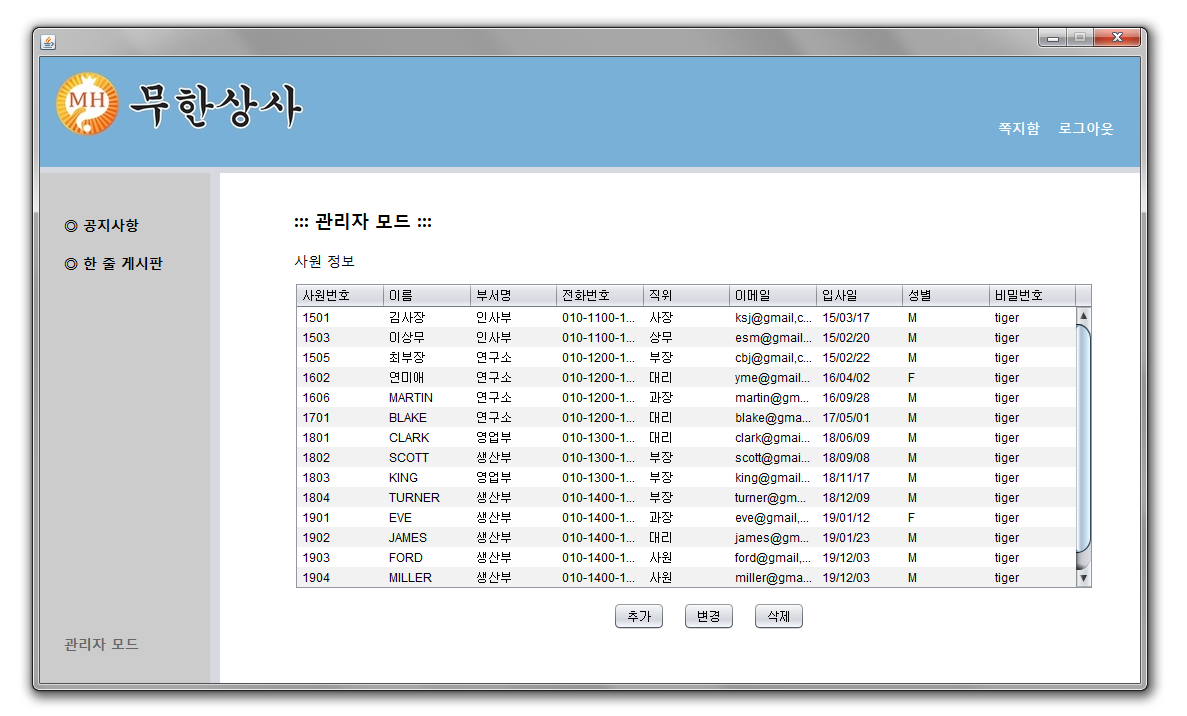 MH 무한상사
쪽지함 로그아웃
◎ 공지사항
◎ 한 줄 게시판
관리자 모드
::: 관리자 모드 :::
사원 정보
사원번호 이름 부서명 전화번호 직위 이메일 입사일 성별 비밀번호
1501 김사장 인사부 010-1100-1... 사장 ksj@gmail,c... 15/03/17 M tiger
1503 이상무 인사부 010-1100-1... 상무 esm@gmail... 15/02/20 M tiger
1505 최부장 연구소 010-1200-1... 부장 cbj@gmail,c... 15/02/22 M tiger
1602 연미애 연구소 010-1200-1... 대리 yme@gmail... 16/04/02 F tiger
1606 MARTIN 연구소 010-1200-1... 과장 martin@gm... 16/09/28 M tiger
1701 BLAKE 연구소 010-1200-1... 대리 blake@gma... 17/05/01 M tiger
1801 CLARK 영업부 010-1300-1... 대리 clark@gmai... 18/06/09 M tiger
1802 SCOTT 생산부 010-1300-1... 부장 scott@gmai... 18/09/08 M tiger
1803 KING 영업부 010-1300-1... 부장 king@gmail... 18/11/17 M tiger
1804 TURNER 생산부 010-1400-1... 부장 turner@gm... 18/12/09 M tiger
1901 EVE 생산부 010-1400-1... 과장 eve@gmail,... 19/01/12 F tiger
1902 JAMES 생산부 010-1400-1... 대리 james@gm... 19/01/23 M tiger
1903 FORD 생산부 010-1400-1... 사원 ford@gmail,... 19/12/03 M tiger
1904 MILLER 생산부 010-1400-1... 사원 miller@gma... 19/12/03 M tiger
추가 변경 삭제